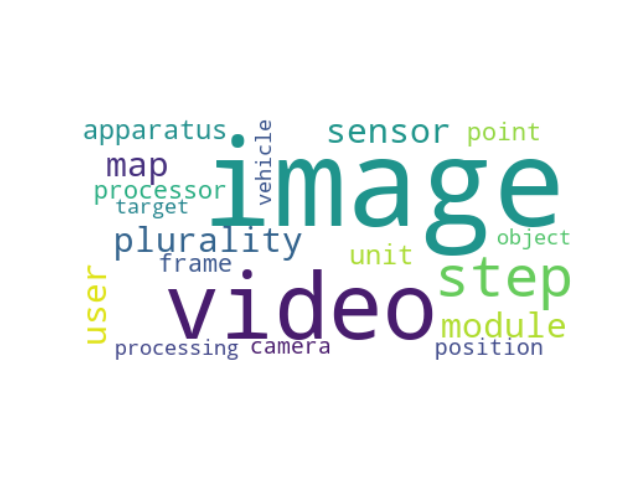 apparatus
vehicle
sensor
point
map
image
processor
target
plurality
object
frame
unit
step
user
video
module
processing
camera
position